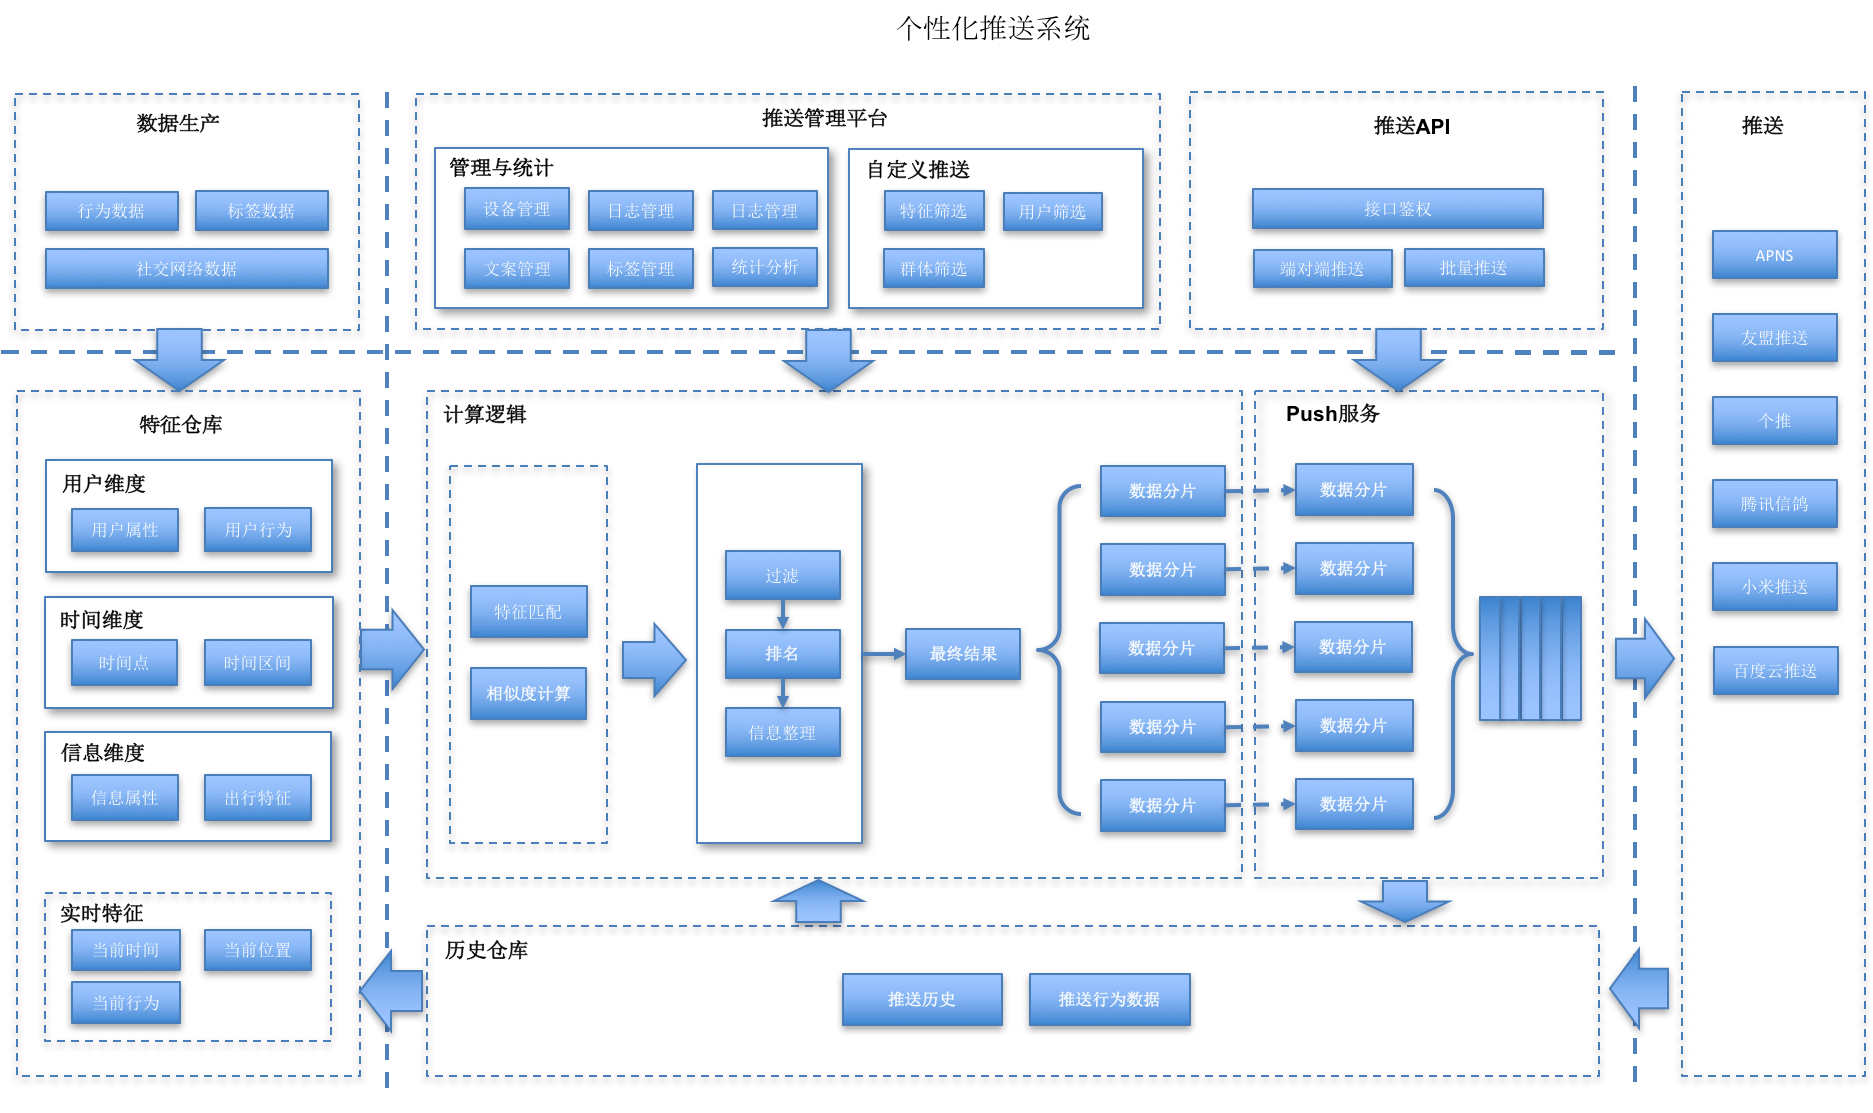 个性化推送系统
数据生产
行为数据
标签数据
社交网络数据
推送管理平台
管理与统计
设备管理
日志管理
日志管理
文案管理
标签管理
统计分析
自定义推送
特征筛选
用户筛选
群体筛选
推送API
接口鉴权
端对端推送
批量推送
推送
APNS
友盟推送
个推
腾讯信鸽
小米推送
百度云推送
特征仓库
用户维度
用户属性
用户行为
时间维度
时间点
时间区间
信息维度
信息属性
出行特征
实时特征
当前时间
当前位置
当前行为
计算逻辑
特征匹配
相似度计算
过滤
排名
信息整理
最终结果
数据分片
数据分片
数据分片
数据分片
数据分片
Push服务
数据分片
数据分片
数据分片
数据分片
数据分片
历史仓库
推送历史
推送行为数据